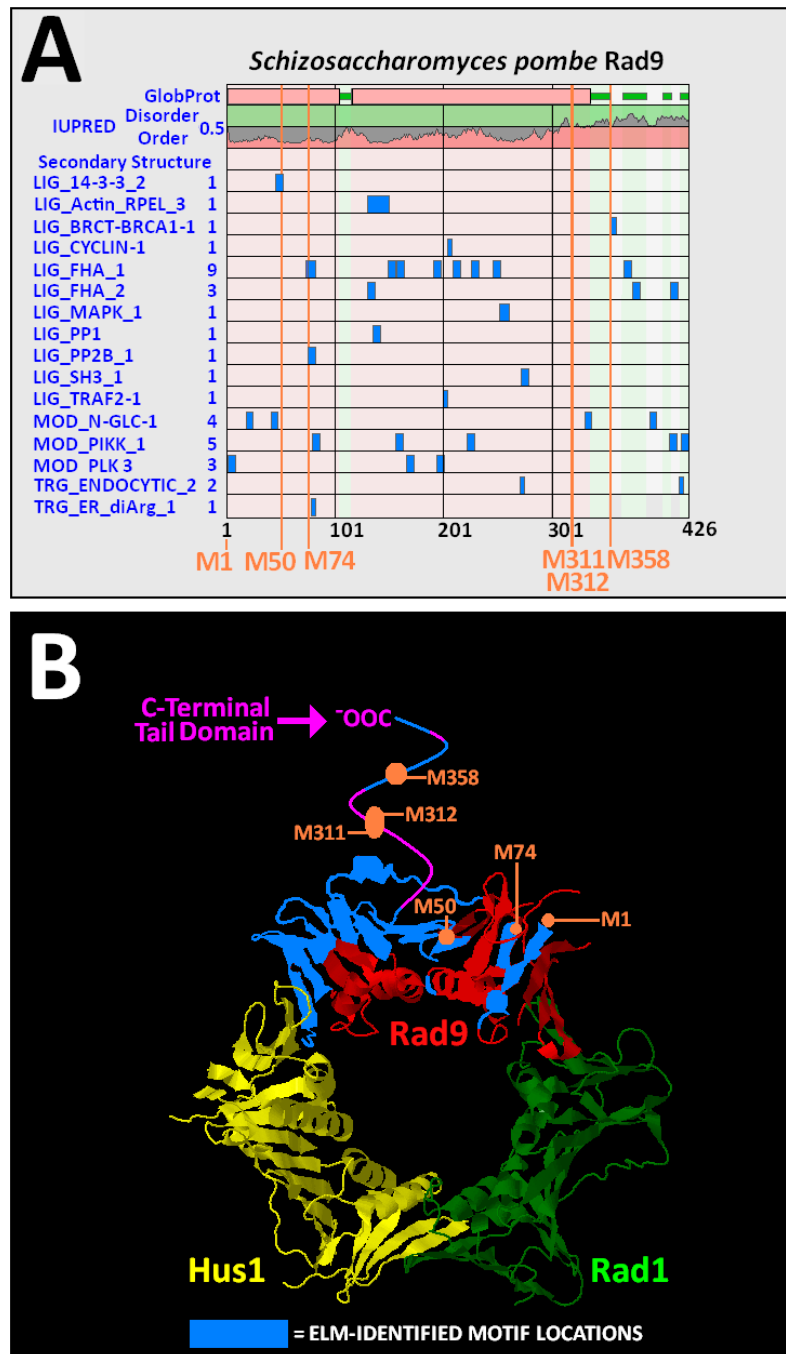 A
Schizosaccharomyces pombe Rad9
GlobProt
IUPRED Disorder
Order 0.5
Secondary Structure
LIG_14-3-3_2 1
LIG_Actin_RPEL_3 1
LIG_BRCT-BRCA1-1 1
LIG_CYCLIN-1 1
LIG_FHA_1 9
LIG_FHA_2 3
LIG_MAPK_1 1
LIG_PP1 1
LIG_PP2B_1 1
LIG_SH3_1 1
LIG_TRAF2-1 1
MOD_N-GLC-1 4
MOD_PIKK_1 5
MOD_PLK 3 3
TRG_ENDOCYTIC_2 2
TRG_ER_diArg_1 1
1 101 201 301 426
M1 M50 M74 M311 M358
M312
B
C-Terminal
Tail Domain
-OOC
M358
M312
M311
M74
M50
M1
Rad9
Hus1
Rad1
= ELM-IDENTIFIED MOTIF LOCATIONS